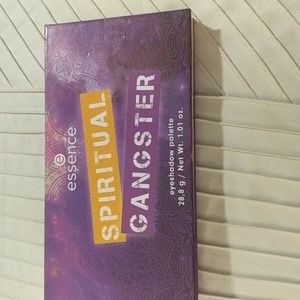 e
essence
SPIRITUAL
GANGSTER
eyeshadow palette
28,8 g / Net Wt. 1.01 oz.